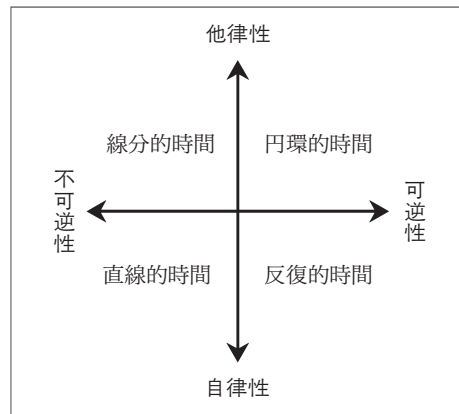 他律性
線分的時間
円環的時間
不可逆性
可逆性
直線的時間
反復的時間
自律性